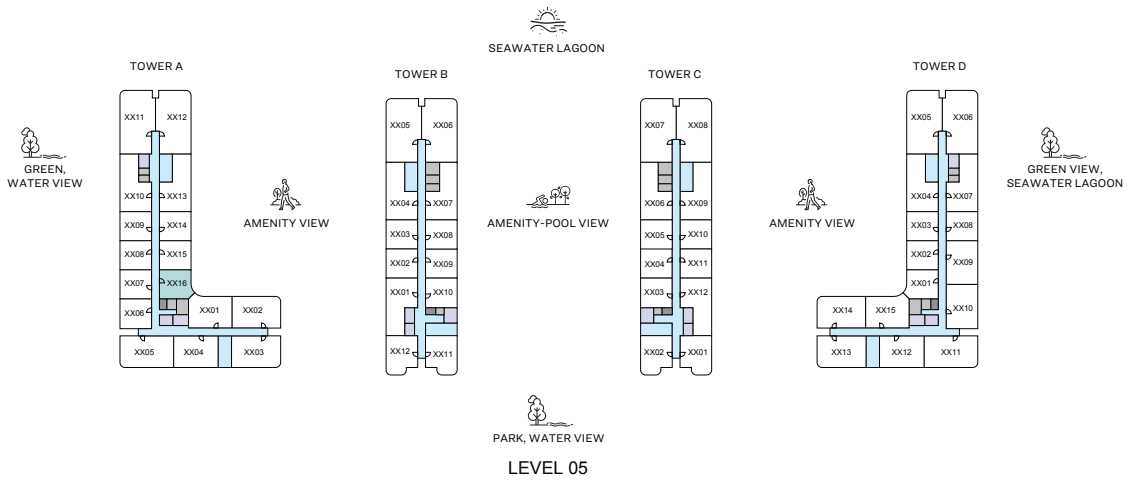 SEAWATER LAGOON
TOWER A
TOWER B
TOWER C
TOWER D
XX11 XX12
XX05 XX06
XX07 XX08
XX05 XX06
GREEN,
WATER VIEW
GREEN VIEW,
SEAWATER LAGOON
XX10 XX13
XX04 XX07
XX06 XX09
XX04 XX07
AMENITY VIEW
AMENITY-POOL VIEW
AMENITY VIEW
XX09 XX14
XX03 XX08
XX05 XX10
XX03 XX08
XX08 XX15
XX02 XX09
XX04 XX11
XX02 XX09
XX07 XX16
XX01 XX10
XX03 XX12
XX01
XX06 XX01 XX02
XX14 XX15 XX10
XX05 XX04 XX03
XX12 XX11
XX02 XX01
XX13 XX12 XX11
PARK, WATER VIEW
LEVEL 05